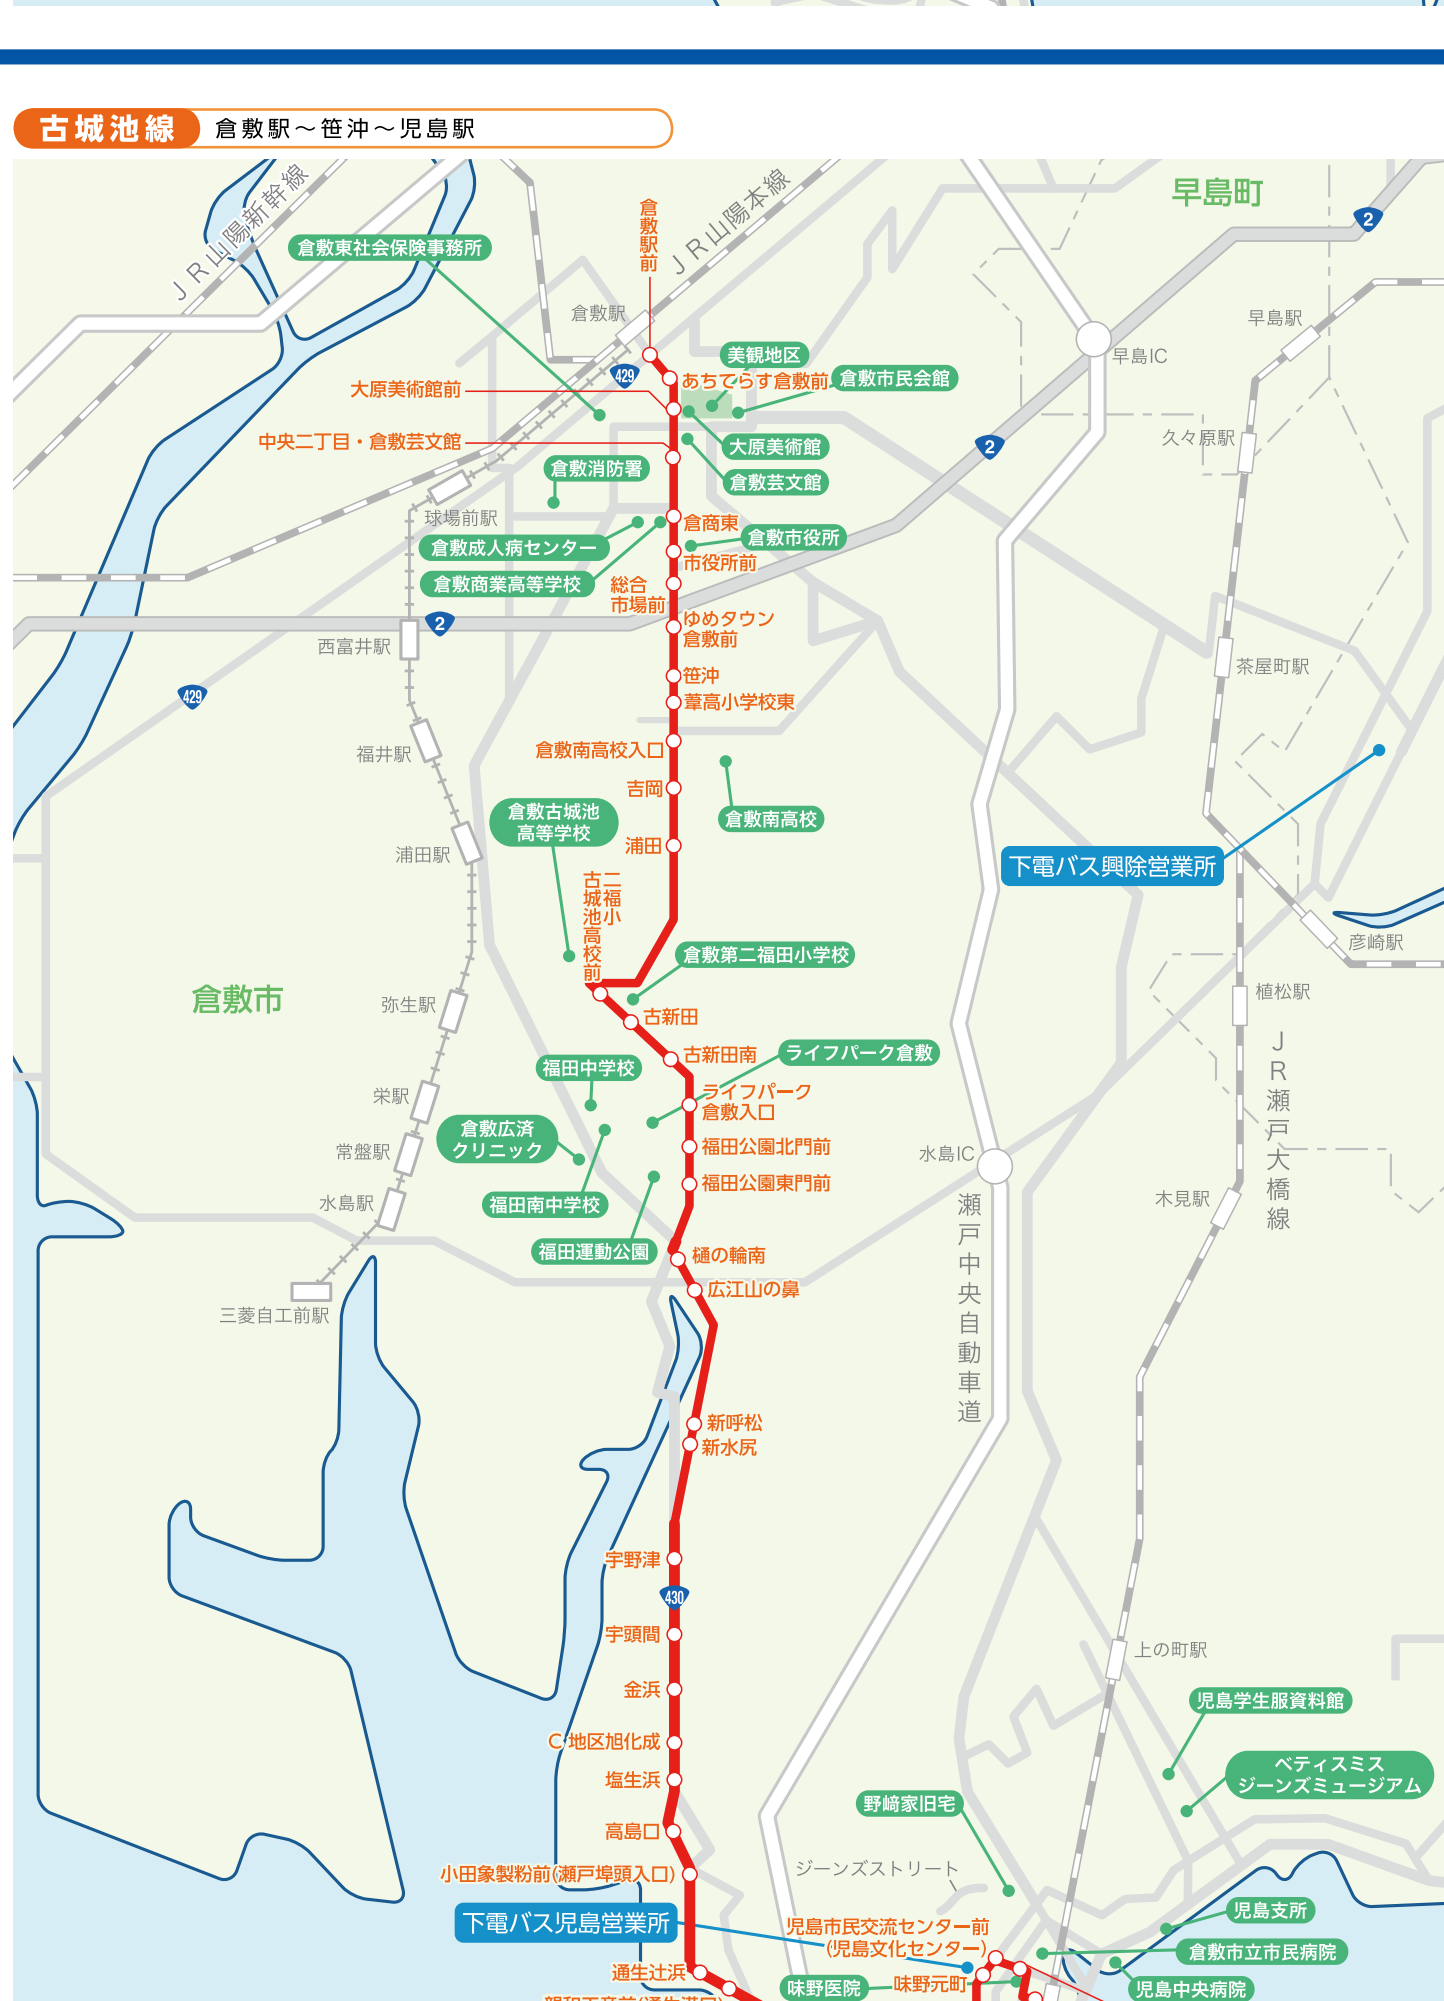 古城池線
倉敷駅～笹沖～児島駅
早島町
JR山陽新幹線
JR山陽本線
倉敷駅前
倉敷東社会保険事務所
2
倉敷駅
早島駅
早島IC
美観地区
429
あちてらす倉敷前
倉敷市民会館
大原美術館前
中央二丁目・倉敷芸文館
大原美術館
2
久々原駅
倉敷消防署
倉敷芸文館
球場前駅
倉商東
倉敷市役所
倉敷成人病センター
市役所前
倉敷商業高等学校
総合
市場前
2
ゆめタウン
倉敷前
西富井駅
茶屋町駅
笹沖
429
葦高小学校東
福井駅
倉敷南高校入口
吉岡
倉敷古城池
高等学校
倉敷南高校
浦田
浦田駅
下電バス興除営業所
二福小
古城池高校前
彦崎駅
倉敷第二福田小学校
倉敷市
弥生駅
植松駅
古新田
JR瀬戸大橋線
古新田南
ライフパーク倉敷
福田中学校
ライフパーク
倉敷入口
栄駅
倉敷広済
クリニック
福田公園北門前
常盤駅
水島IC
福田公園東門前
水島駅
福田南中学校
木見駅
瀬戸中央自動車道
福田運動公園
樋の輪南
広江山の鼻
三菱自工前駅
新呼松
新水尻
宇野津
430
宇頭間
上の町駅
金浜
児島学生服資料館
C地区旭化成
ベティスミス
ジーンズミュージアム
塩生浜
野﨑家旧宅
高島口
ジーンズストリート
小田象製粉前(瀬戸埠頭入口)
下電バス児島営業所
児島市民交流センター前
(児島文化センター)
児島支所
倉敷市立市民病院
通生辻浜
味野医院
味野元町
児島中央病院